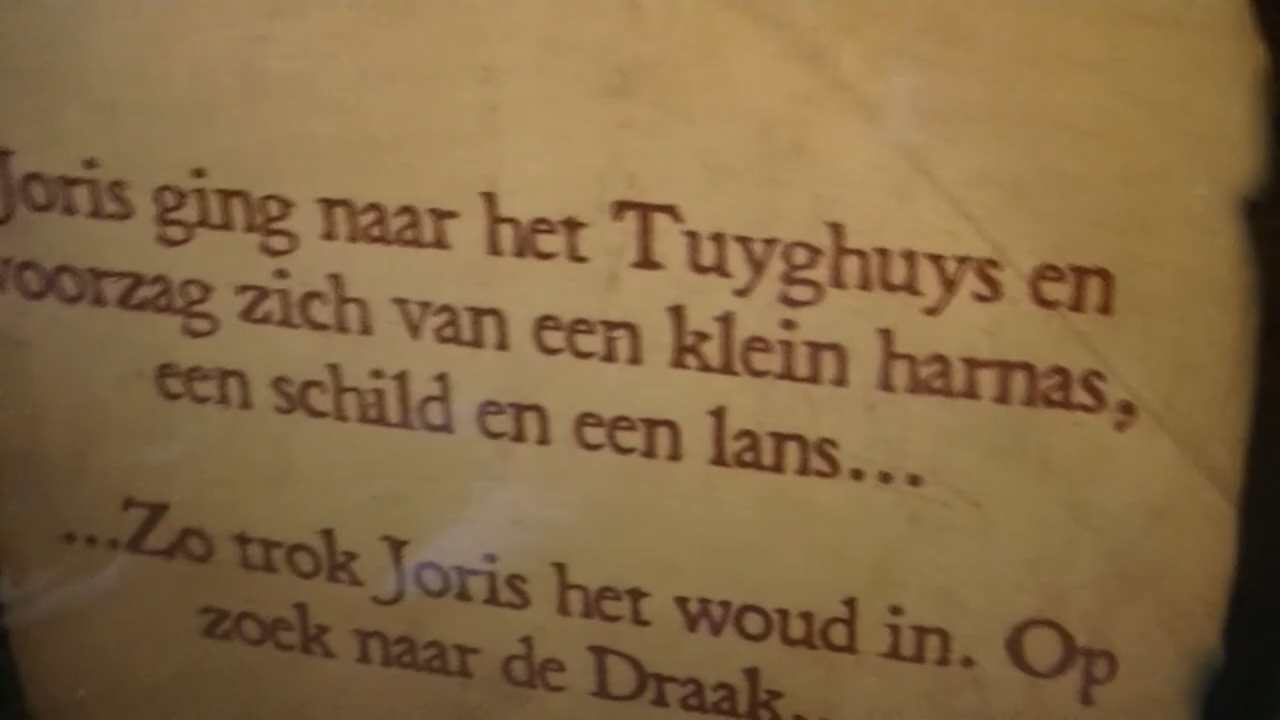 Joris ging naar het Tuyghuys en
voorzag zich van een klein harnas,
een schild en een lans...
...Zo trok Joris het woud in. Op
zoek naar de Draak...